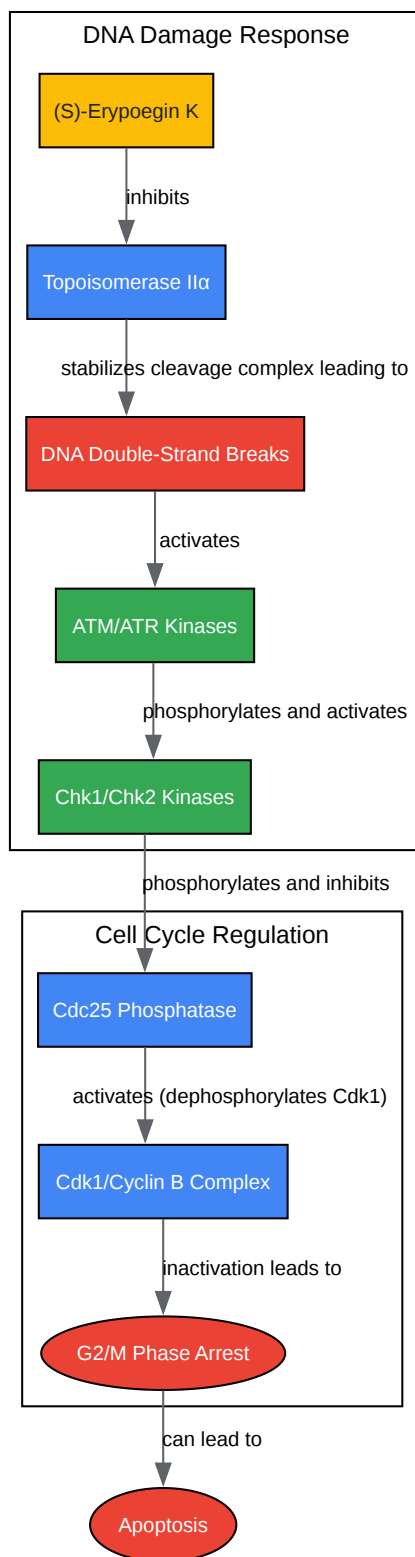 DNA Damage Response
(S)-Erypoegin K
inhibits
Topoisomerase IIα
stabilizes cleavage complex leading to
DNA Double-Strand Breaks
activates
ATM/ATR Kinases
phosphorylates and activates
Chk1/Chk2 Kinases
phosphorylates and inhibits
Cell Cycle Regulation
Cdc25 Phosphatase
activates (dephosphorylates Cdk1)
Cdk1/Cyclin B Complex
inactivation leads to
G2/M Phase Arrest
can lead to
Apoptosis